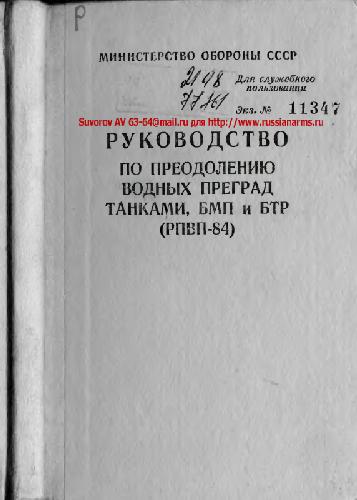 Р
МИНИСТЕРСТВО ОБОРОНЫ СССР
2198
Для служебного
пользования
77161
Экз. № 11347
Suvorov AV 63-64@mail.ru для http://www.russianarms.ru
РУКОВОДСТВО
ПО ПРЕОДОЛЕНИЮ
ВОДНЫХ ПРЕГРАД
ТАНКАМИ, БМП и БТР
(РПВП-84)